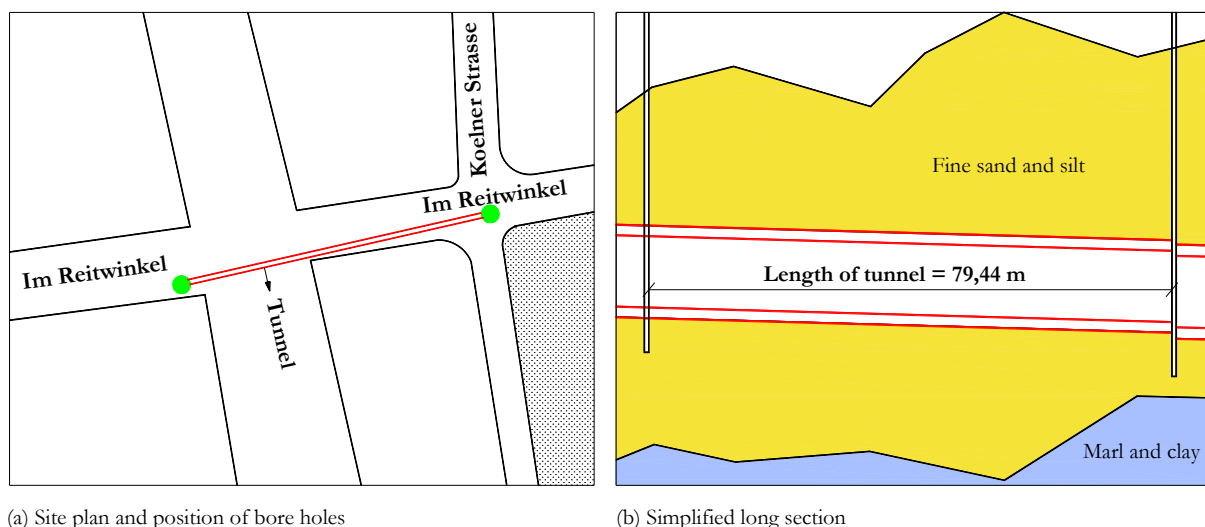 Koelner Strasse
Im Reitwinkel
Im Reitwinkel
Tunnel
(a) Site plan and position of bore holes
Fine sand and silt
Length of tunnel = 79,44 m
Marl and clay
(b) Simplified long section